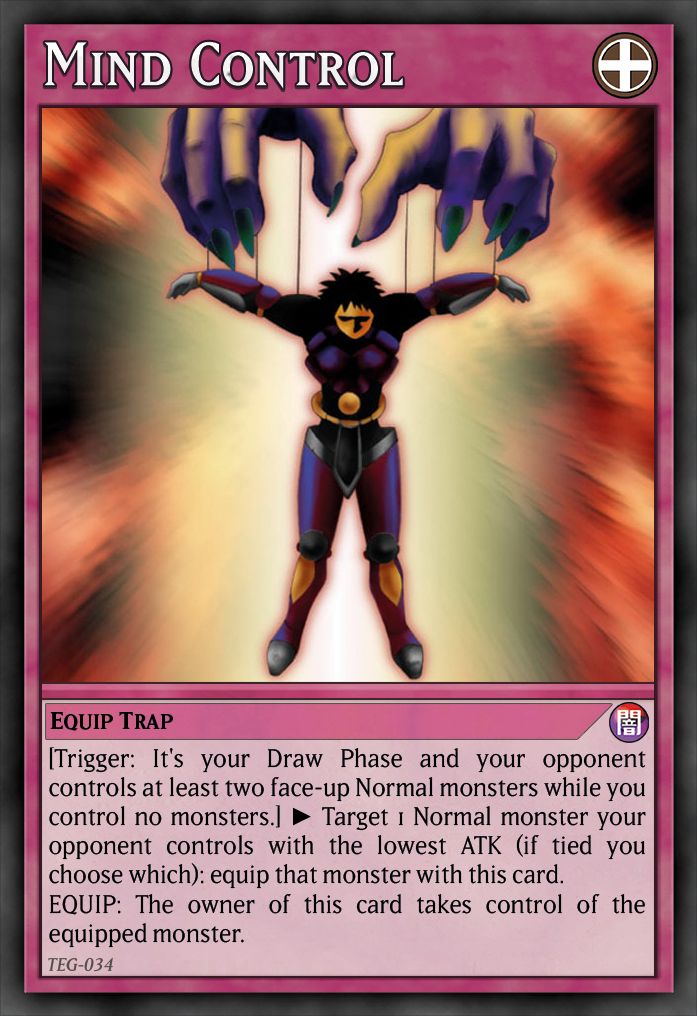 Mind Control
Equip Trap
闇
[Trigger: It's your Draw Phase and your opponent
controls at least two face-up Normal monsters while you
control no monsters.] ► Target 1 Normal monster your
opponent controls with the lowest ATK (if tied you
choose which): equip that monster with this card.
EQUIP: The owner of this card takes control of the
equipped monster.
TEG-034